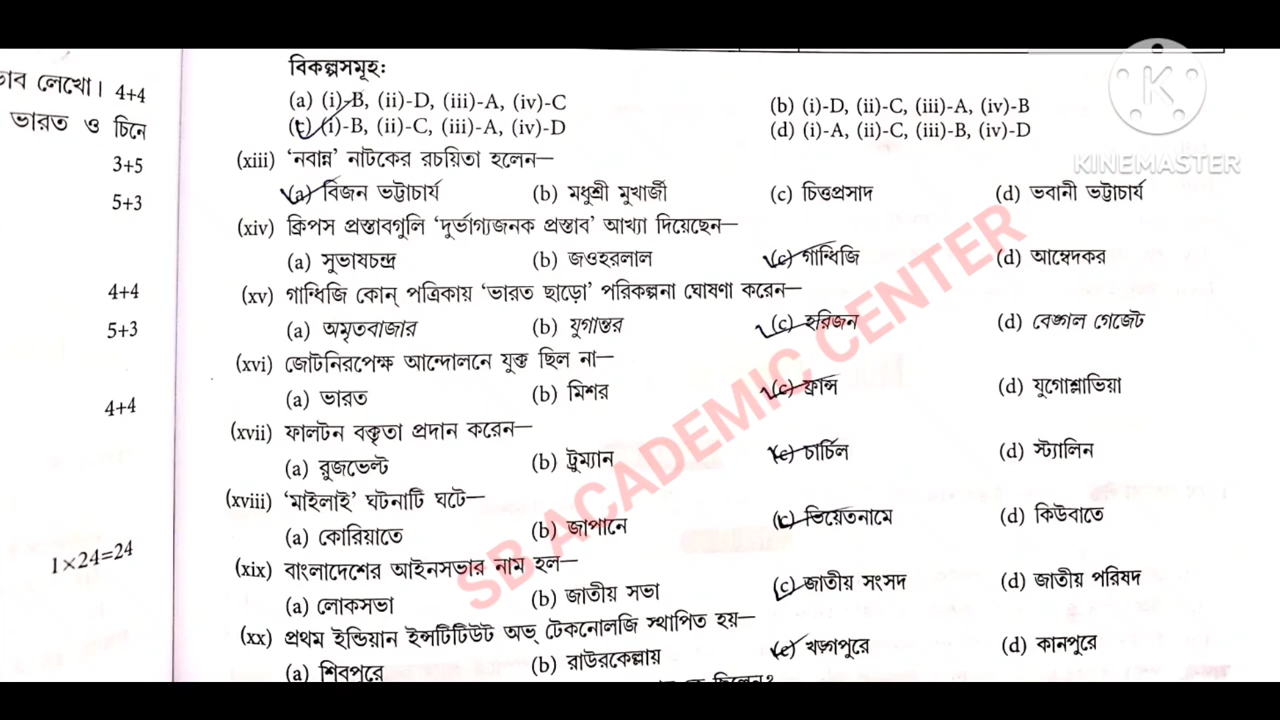 ভাব লেখো। 4+4
ভারত ও চিনে
3+5
5+3
4+4
5+3
4+4
1×24=24
বিকল্পসমূহঃ
(a) (i)-B, (ii)-D, (iii)-A, (iv)-C (b) (i)-D, (ii)-C, (iii)-A, (iv)-B
(c) (i)-B, (ii)-C, (iii)-A, (iv)-D (d) (i)-A, (ii)-C, (iii)-B, (iv)-D
(xiii) ‘নবান্ন’ নাটকের রচয়িতা হলেন—
(a) বিজন ভট্টাচার্য (b) মধুশ্রী মুখার্জী (c) চিত্তপ্রসাদ (d) ভবানী ভট্টাচার্য
(xiv) ক্রিপস প্রস্তাবগুলি ‘দুর্ভাগ্যজনক প্রস্তাব’ আখ্যা দিয়েছেন—
(a) সুভাষচন্দ্র (b) জওহরলাল (c) গান্ধিজি (d) আম্বেদকর
(xv) গান্ধিজি কোন্ পত্রিকায় ‘ভারত ছাড়ো’ পরিকল্পনা ঘোষণা করেন—
(a) অমৃতবাজার (b) যুগান্তর (c) হরিজন (d) বেঙ্গল গেজেট
(xvi) জোটনিরপেক্ষ আন্দোলনে যুক্ত ছিল না—
(a) ভারত (b) মিশর (c) ফ্রান্স (d) যুগোশ্লাভিয়া
(xvii) ফালটন বক্তৃতা প্রদান করেন—
(a) রুজভেল্ট (b) ট্রুম্যান (c) চার্চিল (d) স্ট্যালিন
(xviii) ‘মাইলাই’ ঘটনাটি ঘটে—
(a) কোরিয়াতে (b) জাপানে (c) ভিয়েতনামে (d) কিউবাতে
(xix) বাংলাদেশের আইনসভার নাম হল—
(a) লোকসভা (b) জাতীয় সভা (c) জাতীয় সংসদ (d) জাতীয় পরিষদ
(xx) প্রথম ইন্ডিয়ান ইন্সটিটিউট অভ্ টেকনোলজি স্থাপিত হয়—
(a) শিবপুরে (b) রাউরকেল্লায় (c) খড়্গপুরে (d) কানপুরে
SB ACADEMIC CENTER
KINEMASTER